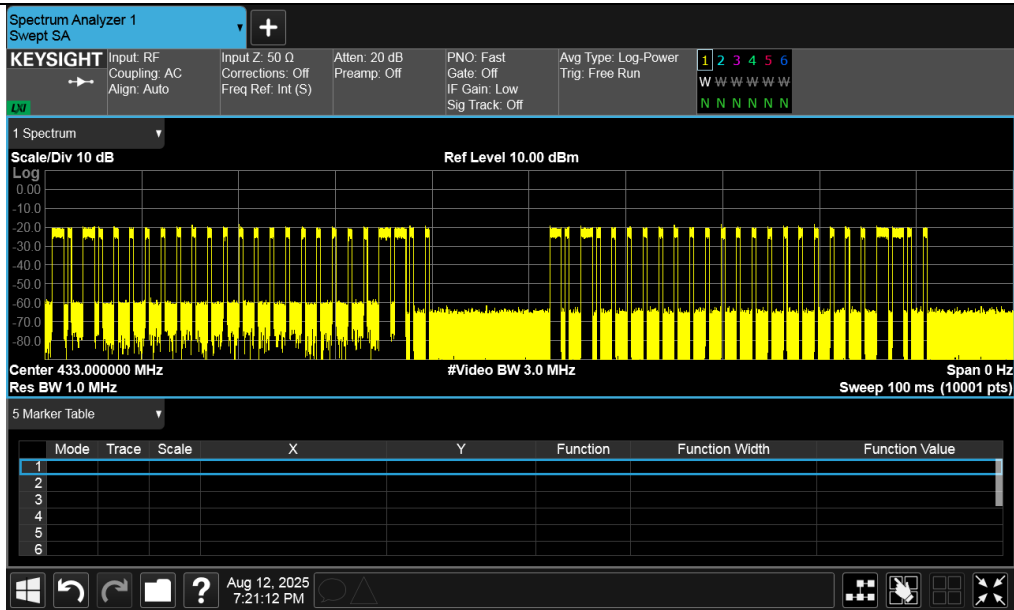 Spectrum Analyzer 1
Swept SA
+
KEYSIGHT
LXI
Input: RF
Coupling: AC
Align: Auto
Input Z: 50 Ω
Corrections: Off
Freq Ref: Int (S)
Atten: 20 dB
Preamp: Off
PNO: Fast
Gate: Off
IF Gain: Low
Sig Track: Off
Avg Type: Log-Power
Trig: Free Run
1 2 3 4 5 6
W W W W W W
N N N N N N
1 Spectrum
Scale/Div 10 dB
Ref Level 10.00 dBm
Log
0.00
-10.0
-20.0
-30.0
-40.0
-50.0
-60.0
-70.0
-80.0
Center 433.000000 MHz
#Video BW 3.0 MHz
Span 0 Hz
Res BW 1.0 MHz
Sweep 100 ms (10001 pts)
5 Marker Table
Mode Trace Scale X Y Function Function Width Function Value
1
2
3
4
5
6
?
Aug 12, 2025
7:21:12 PM